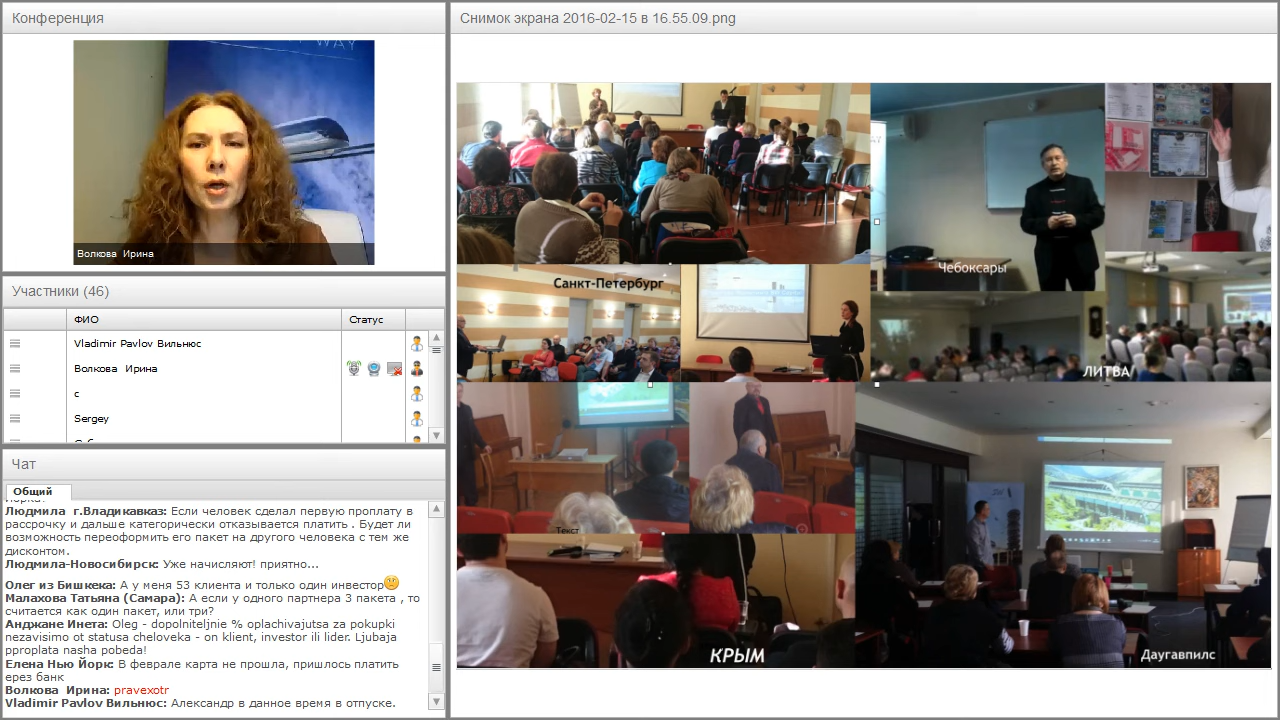 Конференция
WAY
Волкова Ирина
Участники (46)
ФИО Статус
Vladimir Pavlov Вильнюс
Волкова Ирина
с
Sergey
Чат
Общий
Людмила г.Владикавказ: Если человек сделал первую проплату в
рассрочку и дальше категорически отказывается платить . Будет ли
возможность переоформить его пакет на другого человека с тем же
дисконтом.
Людмила-Новосибирск: Уже начисляют! приятно...
Олег из Бишкека: А у меня 53 клиента и только один инвестор
Малахова Татьяна (Самара): А если у одного партнера 3 пакета , то
считается как один пакет, или три?
Анджане Инета: Oleg - dopolniteljnie % oplachivajutsa za pokupki
nezavisimo ot statusa cheloveka - on klient, investor ili lider. Ljubaja
pproplata nasha pobeda!
Елена Нью Йорк: В феврале карта не прошла, пришлось платить
ерез банк
Волкова Ирина: pravexotr
Vladimir Pavlov Вильнюс: Александр в данное время в отпуске.
Снимок экрана 2016-02-15 в 16.55.09.png
Санкт-Петербург
Чебоксары
ЛИТВА
Текст
КРЫМ
Даугавпилс